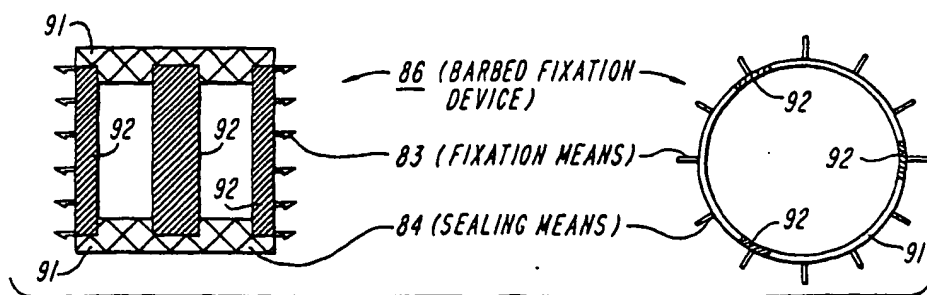 91
86 (BARBED FIXATION
DEVICE)
92
92
92
83 (FIXATION MEANS)
92
92
84 (SEALING MEANS)
92
91
91